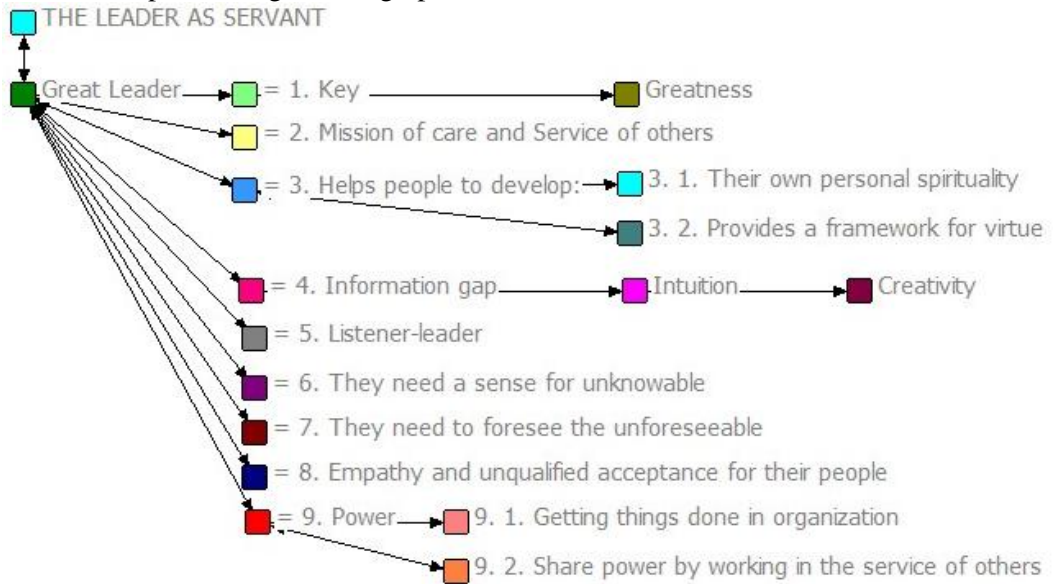 THE LEADER AS SERVANT
Great Leader
= 1. Key
Greatness
= 2. Mission of care and Service of others
= 3. Helps people to develop:
3. 1. Their own personal spirituality
3. 2. Provides a framework for virtue
= 4. Information gap
Intuition
Creativity
= 5. Listener-leader
= 6. They need a sense for unknowable
= 7. They need to foresee the unforeseeable
= 8. Empathy and unqualified acceptance for their people
= 9. Power
9. 1. Getting things done in organization
9. 2. Share power by working in the service of others